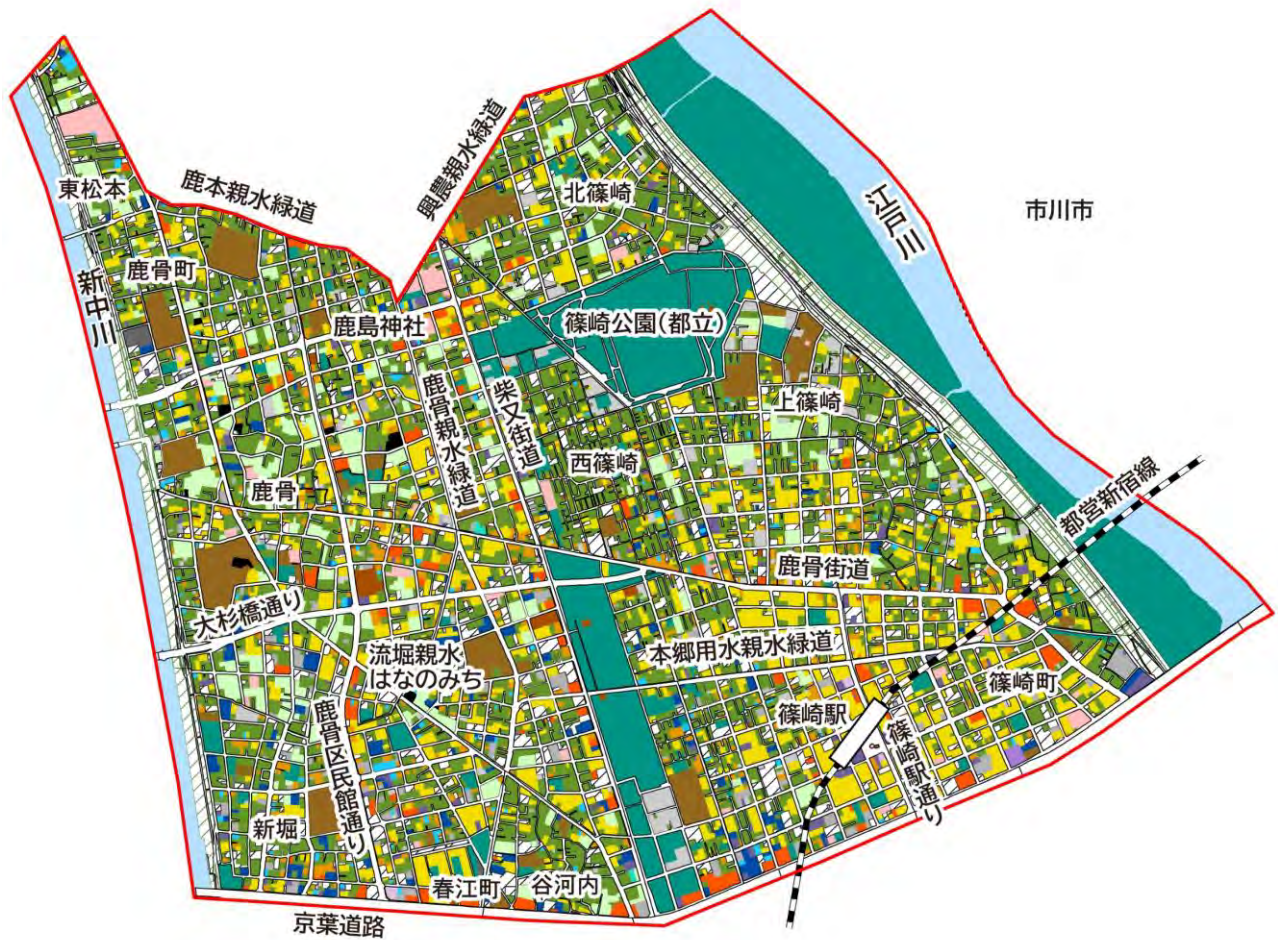 東松本
鹿本親水緑道
興農親水緑道
北篠崎
江戸川
市川市
新中川
鹿骨町
鹿島神社
篠崎公園(都立)
鹿骨親水緑道
柴又街道
上篠崎
西篠崎
鹿骨
都営新宿線
鹿骨街道
大杉橋通り
流堀親水
はなのみち
本郷用水親水緑道
篠崎町
篠崎駅
篠崎駅通り
鹿骨区民館通り
新堀
春江町
谷河内
京葉道路